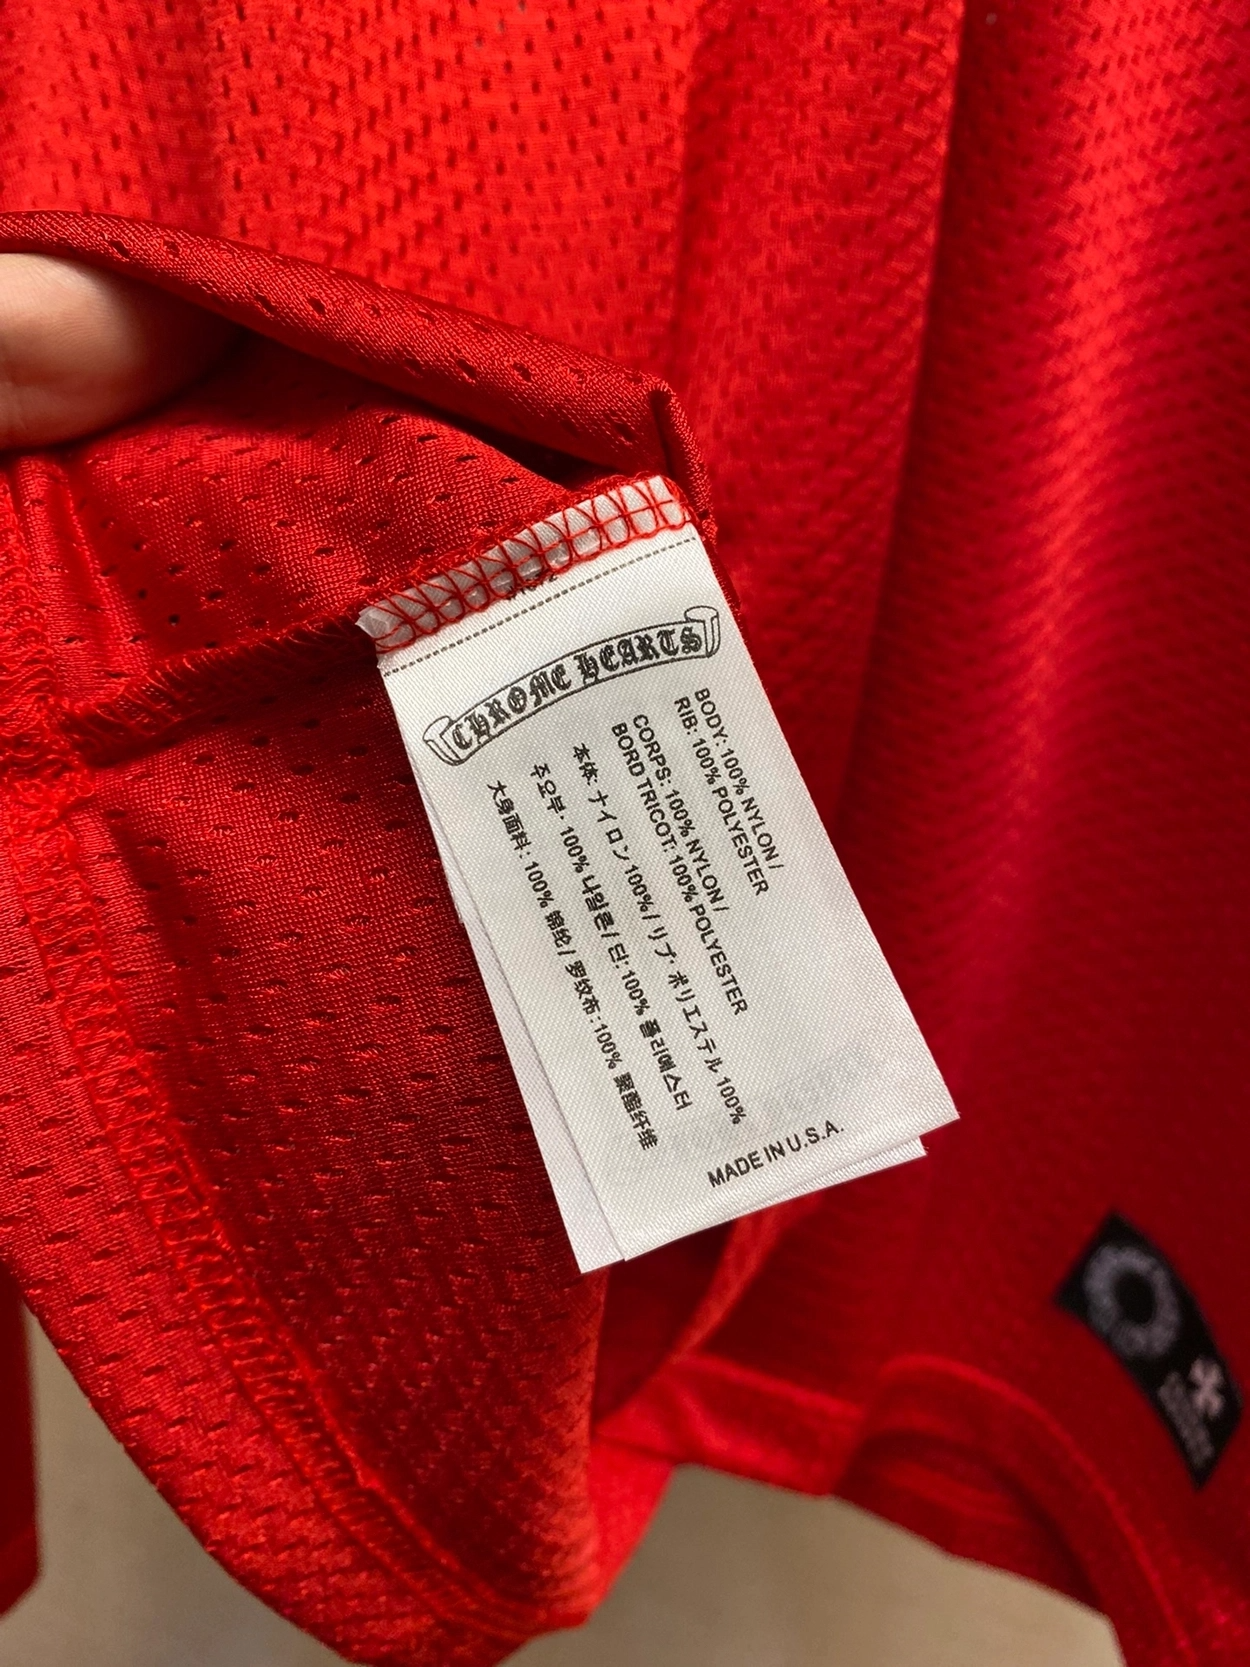 CHROME HEARTS
BODY: 100% NYLON /
RIB: 100% POLYESTER
CORPS: 100% NYLON /
BORD TRICOT: 100% POLYESTER
本体: ナイロン 100% / リブ・ポリエステル 100%
주요부· 100% 나일론 / 단: 100% 폴리에스터
大身面料: 100% 锦纶 / 罗纹布: 100% 聚酯纤维
MADE IN U.S.A.